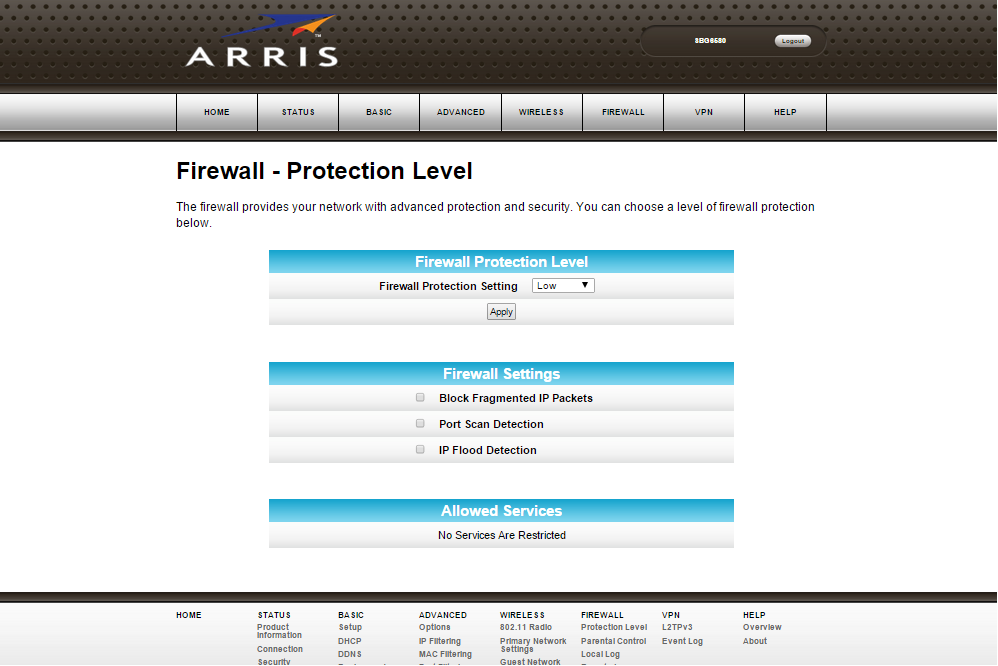 ARRIS
TM
SBG6580
Logout
HOME STATUS BASIC ADVANCED WIRELESS FIREWALL VPN HELP
Firewall - Protection Level
The firewall provides your network with advanced protection and security. You can choose a level of firewall protection
below.
Firewall Protection Level
Firewall Protection Setting Low
Apply
Firewall Settings
Block Fragmented IP Packets
Port Scan Detection
IP Flood Detection
Allowed Services
No Services Are Restricted
HOME STATUS BASIC ADVANCED WIRELESS FIREWALL VPN HELP
Product Setup Options 802.11 Radio Protection Level L2TPv3 Overview
Information
DHCP IP Filtering Primary Network Parental Control Event Log About
Connection Settings
DDNS MAC Filtering Local Log
Security Guest Network